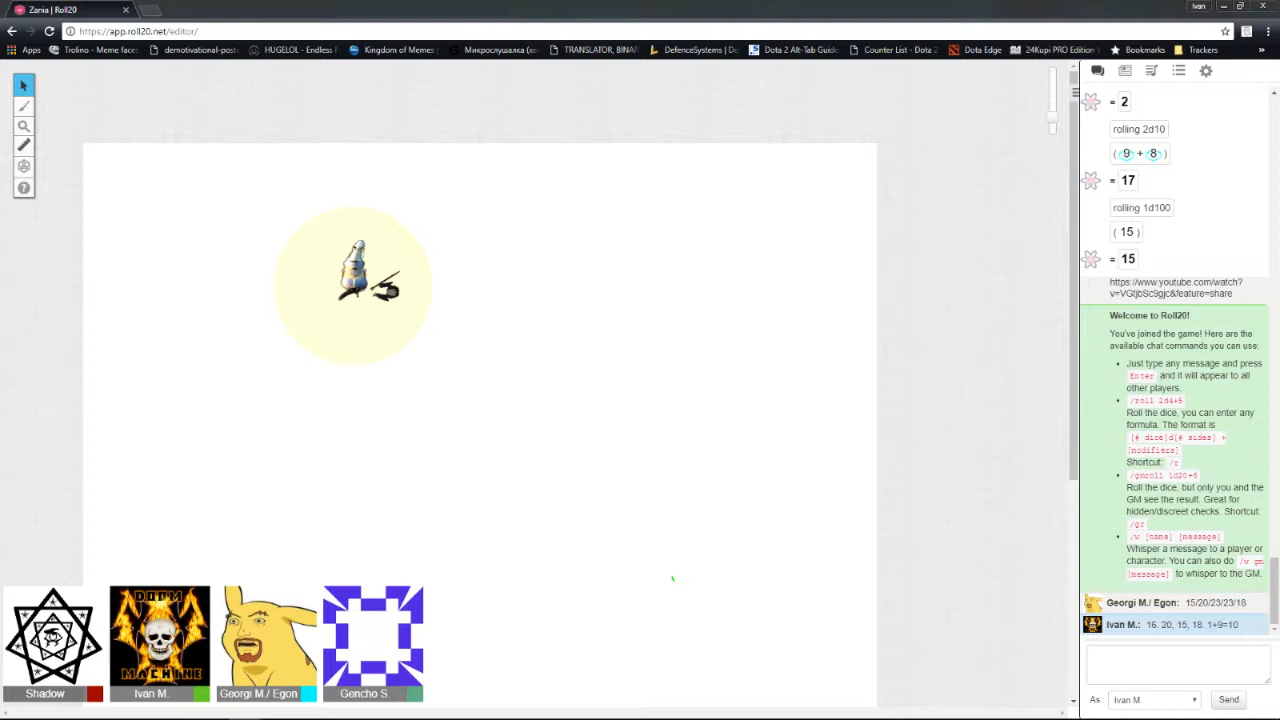 Zania | Roll20
Ivan
https://app.roll20.net/editor/
Apps
Trolino - Meme faces
demotivational-post
HUGELOL - Endless F
Kingdom of Memes |
Микрослушалка (хо
TRANSLATOR, BINAR
DefenceSystems | De
Dota 2 Alt-Tab Guide
Counter List - Dota 2
Dota Edge
24Kupi PRO Edition V
Bookmarks
Trackers
»
= 2
rolling 2d10
( 9 + 8 )
= 17
rolling 1d100
( 15 )
= 15
https://www.youtube.com/watch?
v=VGtjbSc9gjc&feature=share
Welcome to Roll20!
You've joined the game! Here are the
available chat commands you can use:
• Just type any message and press
Enter and it will appear to all
other players.
• /roll 2d4+5
Roll the dice, you can enter any
formula. The format is
[# dice]d[# sides] +
[modifiers]
Shortcut: /r
• /gmroll 1d20+6
Roll the dice, but only you and the
GM see the result. Great for
hidden/discreet checks. Shortcut:
/gr
• /w [name] [message]
Whisper a message to a player or
character. You can also do /w gm
[message] to whisper to the GM.
Georgi M./ Egon: 15/20/23/23/18
Ivan M.: 16. 20, 15, 18. 1+9=10
As Ivan M. Send
DOOM
MACHINE
Shadow
Ivan M.
Georgi M / Egon
Gencho S.